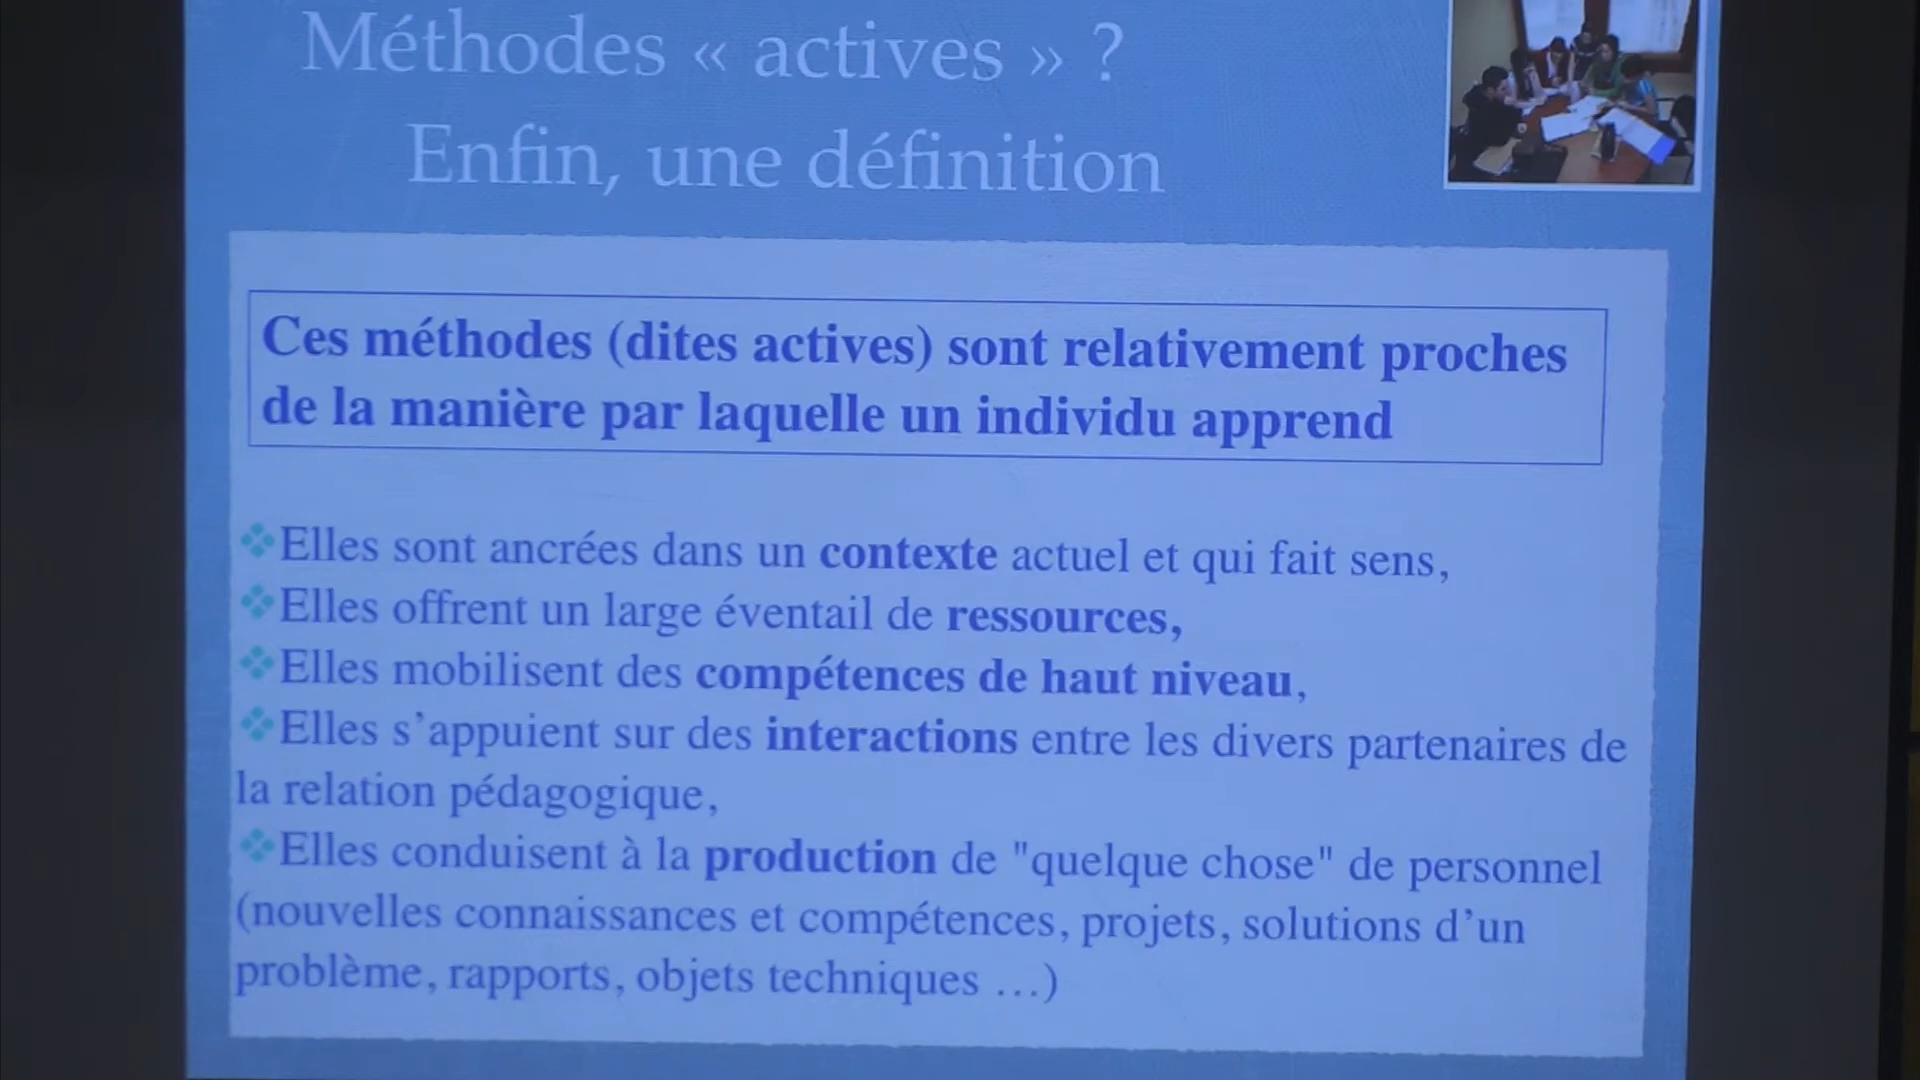 Méthodes « actives » ?
Enfin, une définition
Ces méthodes (dites actives) sont relativement proches
de la manière par laquelle un individu apprend
Elles sont ancrées dans un contexte actuel et qui fait sens,
Elles offrent un large éventail de ressources,
Elles mobilisent des compétences de haut niveau,
Elles s’appuient sur des interactions entre les divers partenaires de
la relation pédagogique,
Elles conduisent à la production de "quelque chose" de personnel
(nouvelles connaissances et compétences, projets, solutions d’un
problème, rapports, objets techniques …)